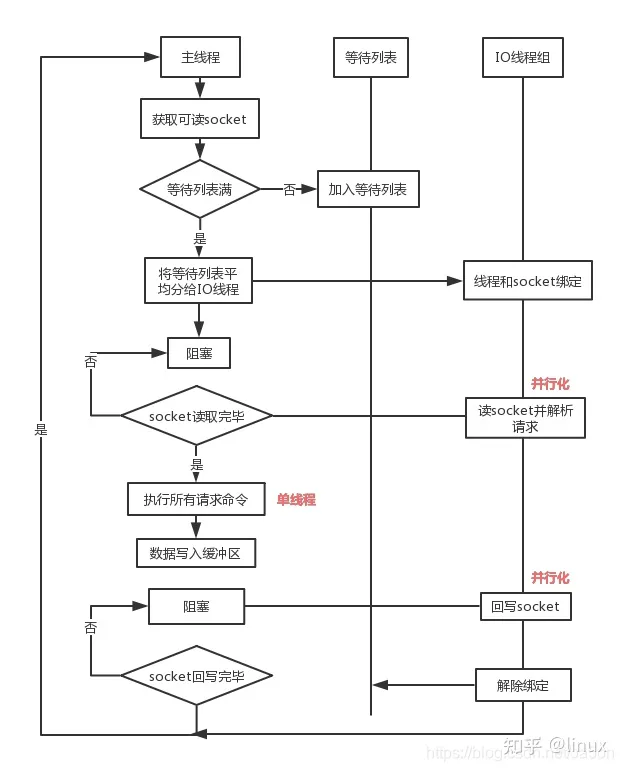 主线程
等待列表
IO线程组
获取可读socket
等待列表满
否
加入等待列表
是
将等待列表平
均分给IO线程
线程和socket绑定
阻塞
否
并行化
socket读取完毕
读socket并解析
请求
是
是
执行所有请求命令
单线程
数据写入缓冲区
并行化
阻塞
回写socket
否
socket回写完毕
解除绑定
知乎 @linux